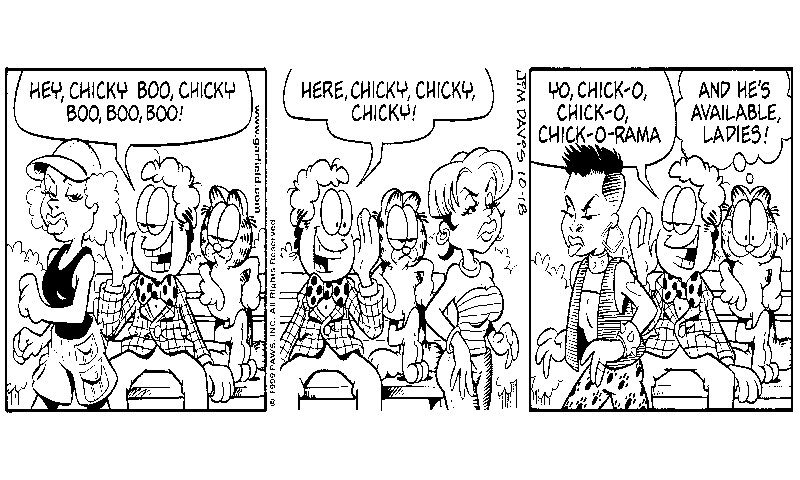 HEY, CHICKY BOO, CHICKY
BOO, BOO, BOO!
www.garfield.com
© 1999 PAWS, INC. All Rights Reserved
HERE, CHICKY, CHICKY,
CHICKY!
JIM DAVIS 10-18
YO, CHICK-O,
CHICK-O,
CHICK-O-RAMA
AND HE'S
AVAILABLE,
LADIES!